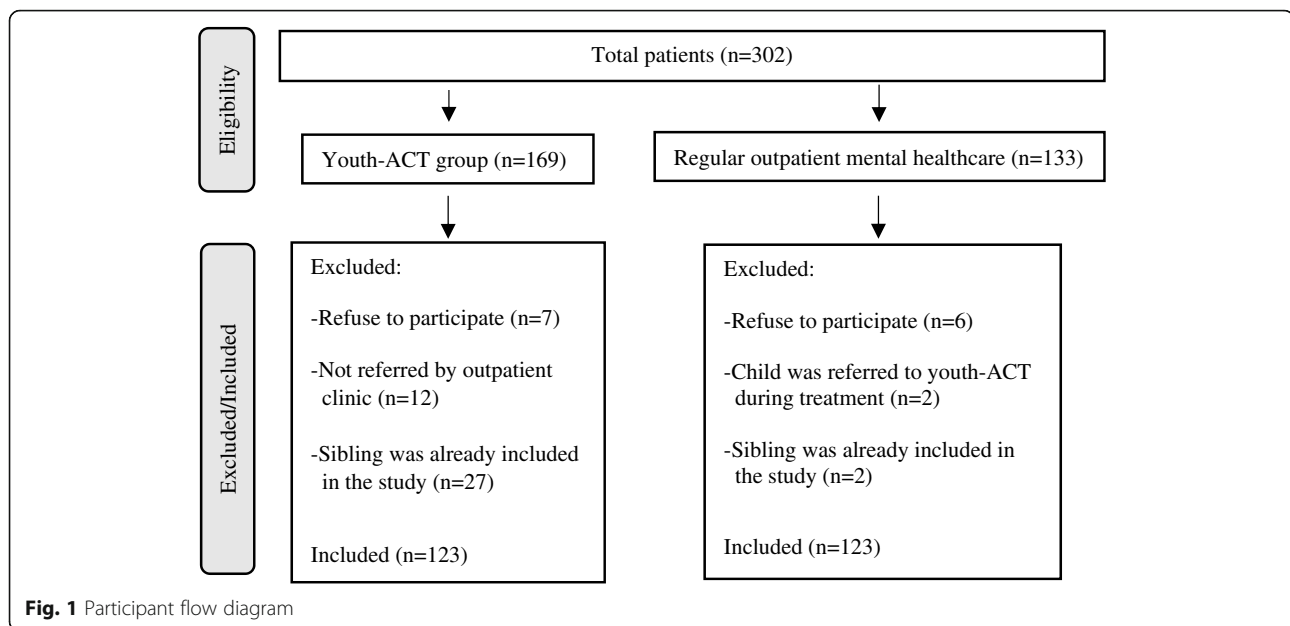 Eligibility
Total patients (n=302)
Youth-ACT group (n=169)
Regular outpatient mental healthcare (n=133)
Excluded/Included
Excluded:
-Refuse to participate (n=7)
-Not referred by outpatient
clinic (n=12)
-Sibling was already included
in the study (n=27)
Included (n=123)
Excluded:
-Refuse to participate (n=6)
-Child was referred to youth-ACT
during treatment (n=2)
-Sibling was already included in
the study (n=2)
Included (n=123)
Fig. 1 Participant flow diagram